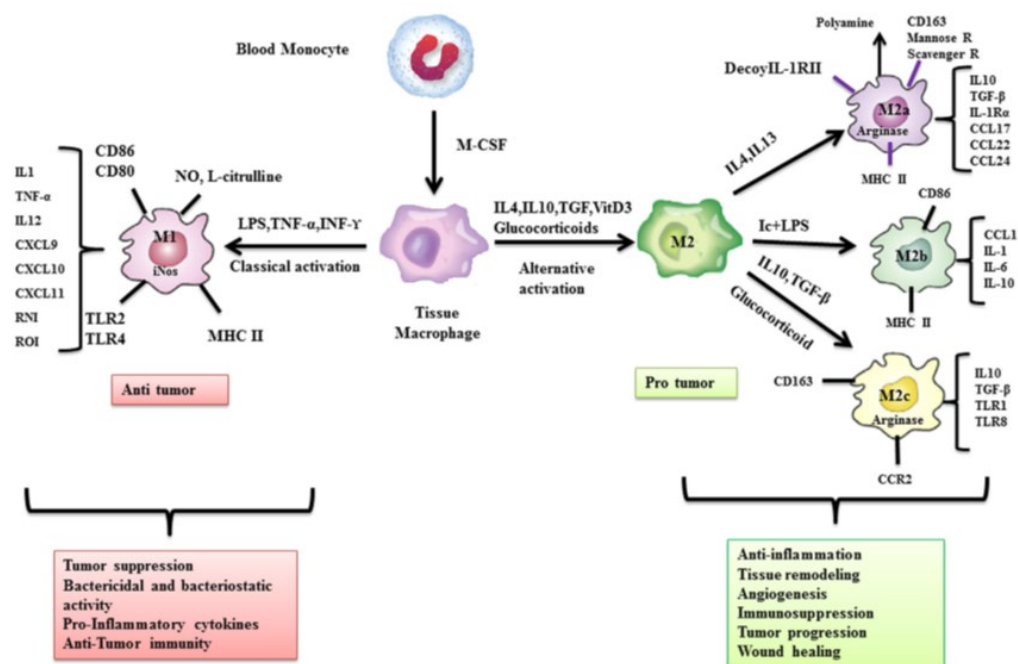 Blood Monocyte
M-CSF
Tissue
Macrophage
LPS,TNF-α,INF-ϒ
Classical activation
IL4,IL10,TGF,VitD3
Glucocorticoids
Alternative
activation
CD86
CD80
NO, L-citrulline
M1
iNos
TLR2
TLR4
MHC II
IL1
TNF-α
IL12
CXCL9
CXCL10
CXCL11
RNI
ROI
Anti tumor
M2
Pro tumor
IL4,IL13
Ic+LPS
IL10,TGF-β
Glucocorticoid
Polyamine
CD163
Mannose R
Scavenger R
DecoyIL-1RII
M2a
Arginase
MHC II
IL10
TGF-β
IL-1Rα
CCL17
CCL22
CCL24
CD86
M2b
MHC II
CCL1
IL-1
IL-6
IL-10
CD163
M2c
Arginase
CCR2
IL10
TGF-β
TLR1
TLR8
Tumor suppression
Bactericidal and bacteriostatic
activity
Pro-Inflammatory cytokines
Anti-Tumor immunity
Anti-inflammation
Tissue remodeling
Angiogenesis
Immunosuppression
Tumor progression
Wound healing